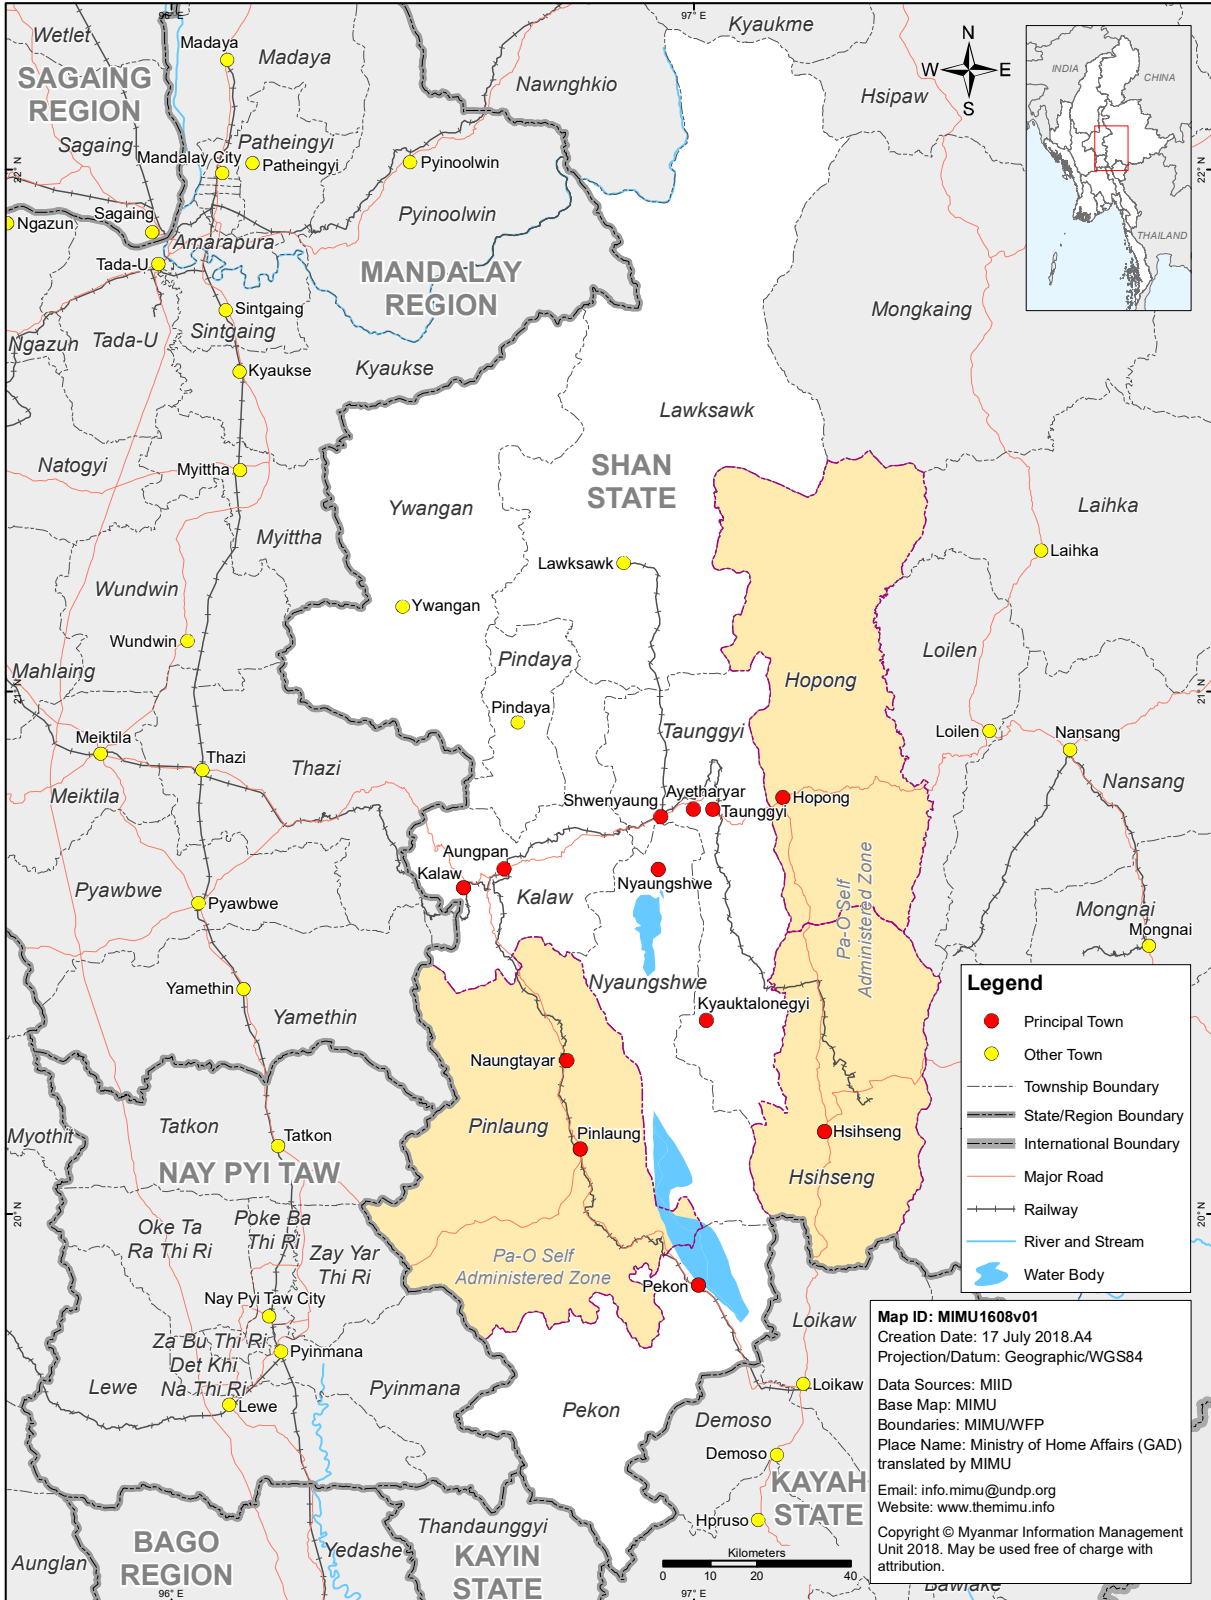 96° E
97° E
Kyaukme
Wetlet
Madaya
Madaya
SAGAING
REGION
Nawnghkio
Hsipaw
N
W
E
S
INDIA
CHINA
THAILAND
Sagaing
Patheingyi
Mandalay City
Patheingyi
Pyinoolwin
22° N
22° N
Pyinoolwin
Ngazun
Sagaing
Amarapura
Tada-U
MANDALAY
REGION
Sintgaing
Mongkaing
Ngazun
Tada-U
Sintgaing
Kyaukse
Kyaukse
Lawksawk
Natogyi
Myittha
SHAN
STATE
Ywangan
Laihka
Myittha
Laihka
Lawksawk
Wundwin
Ywangan
Wundwin
Mahlaing
Pindaya
Loilen
Hopong
21° N
21° N
Pindaya
Meiktila
Thazi
Thazi
Taunggyi
Loilen
Nansang
Nansang
Meiktila
Shwenyaung
Ayetharyar
Taunggyi
Hopong
Aungpan
Kalaw
Kalaw
Nyaungshwe
Pyawbwe
Pyawbwe
Pa-O Self
Administered Zone
Mongnai
Mongnai
Yamethin
Yamethin
Nyaungshwe
Kyauktalonegyi
Naungtayar
Myothit
Tatkon
Tatkon
Pinlaung
Pinlaung
Hsihseng
Hsihseng
NAY PYI TAW
20° N
20° N
Oke Ta
Ra Thi Ri
Poke Ba
Thi Ri
Zay Yar
Thi Ri
Pa-O Self
Administered Zone
Pekon
Nay Pyi Taw City
Za Bu Thi Ri
Pyinmana
Det Khi
Na Thi Ri
Lewe
Lewe
Pyinmana
Loikaw
Loikaw
Pekon
Demoso
Demoso
KAYAH
STATE
Hpruso
BAGO
REGION
Aunglan
Yedashe
Thandaunggyi
KAYIN
STATE
Bawlake
96° E
97° E
Kilometers
0 10 20 40
Legend
Principal Town
Other Town
Township Boundary
State/Region Boundary
International Boundary
Major Road
Railway
River and Stream
Water Body
Map ID: MIMU1608v01
Creation Date: 17 July 2018.A4
Projection/Datum: Geographic/WGS84
Data Sources: MIID
Base Map: MIMU
Boundaries: MIMU/WFP
Place Name: Ministry of Home Affairs (GAD)
translated by MIMU
Email: info.mimu@undp.org
Website: www.themimu.info
Copyright © Myanmar Information Management
Unit 2018. May be used free of charge with
attribution.